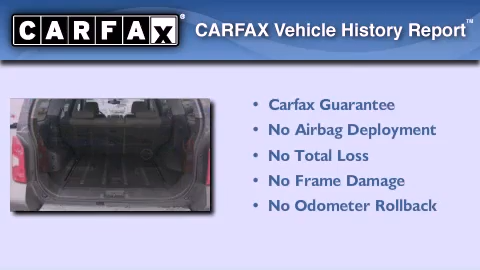 CARFAX® CARFAX Vehicle History Report™
• Carfax Guarantee
• No Airbag Deployment
• No Total Loss
• No Frame Damage
• No Odometer Rollback